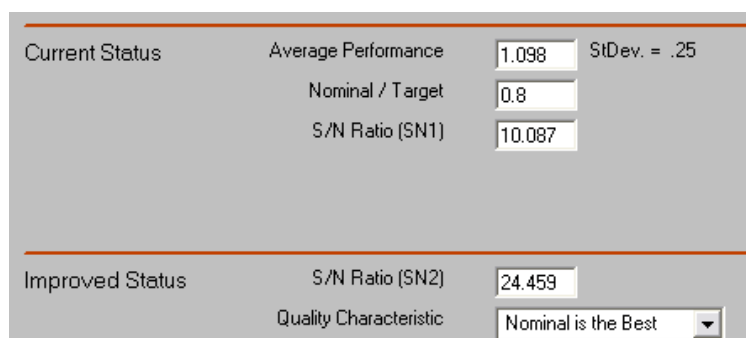 Current Status Average Performance 1.098 StDev. = .25
Nominal / Target 0.8
S/N Ratio (SN1) 10.087
Improved Status S/N Ratio (SN2) 24.459
Quality Characteristic Nominal is the Best